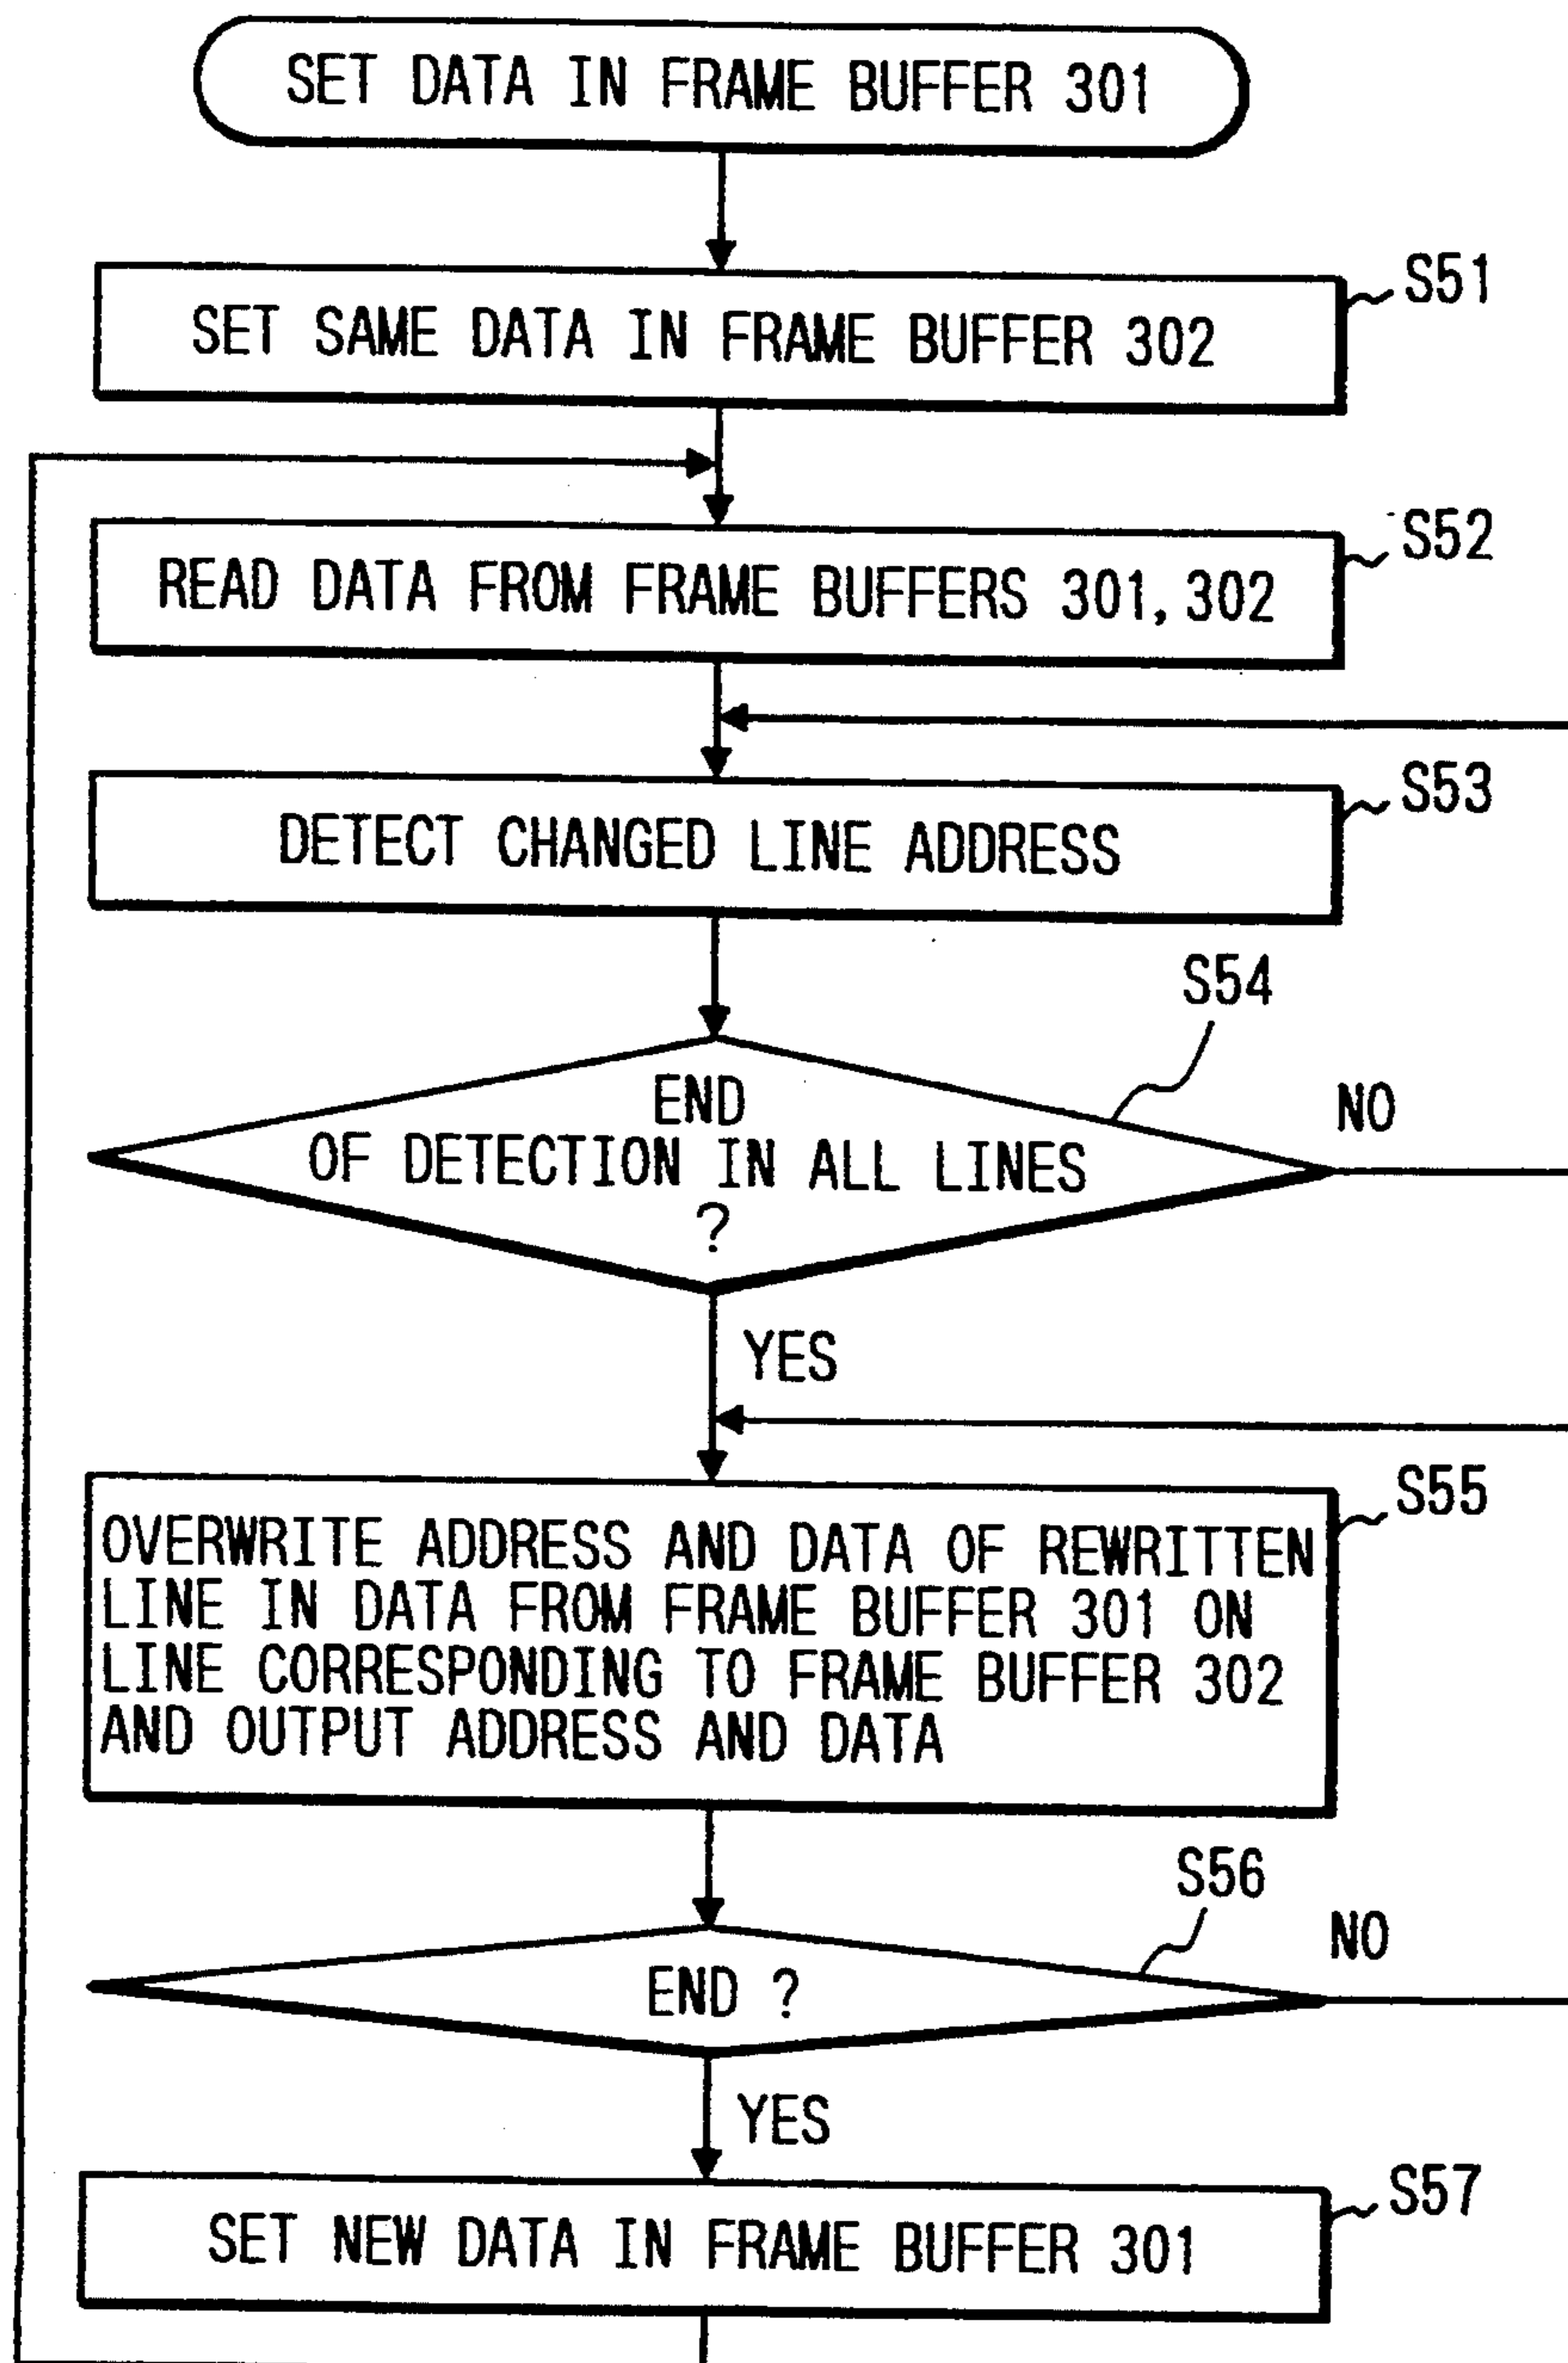 SET DATA IN FRAME BUFFER 301
S51
SET SAME DATA IN FRAME BUFFER 302
S52
READ DATA FROM FRAME BUFFERS 301, 302
S53
DETECT CHANGED LINE ADDRESS
S54
END
OF DETECTION IN ALL LINES
?
NO
YES
S55
OVERWRITE ADDRESS AND DATA OF REWRITTEN
LINE IN DATA FROM FRAME BUFFER 301 ON
LINE CORRESPONDING TO FRAME BUFFER 302
AND OUTPUT ADDRESS AND DATA
S56
END ?
NO
YES
S57
SET NEW DATA IN FRAME BUFFER 301